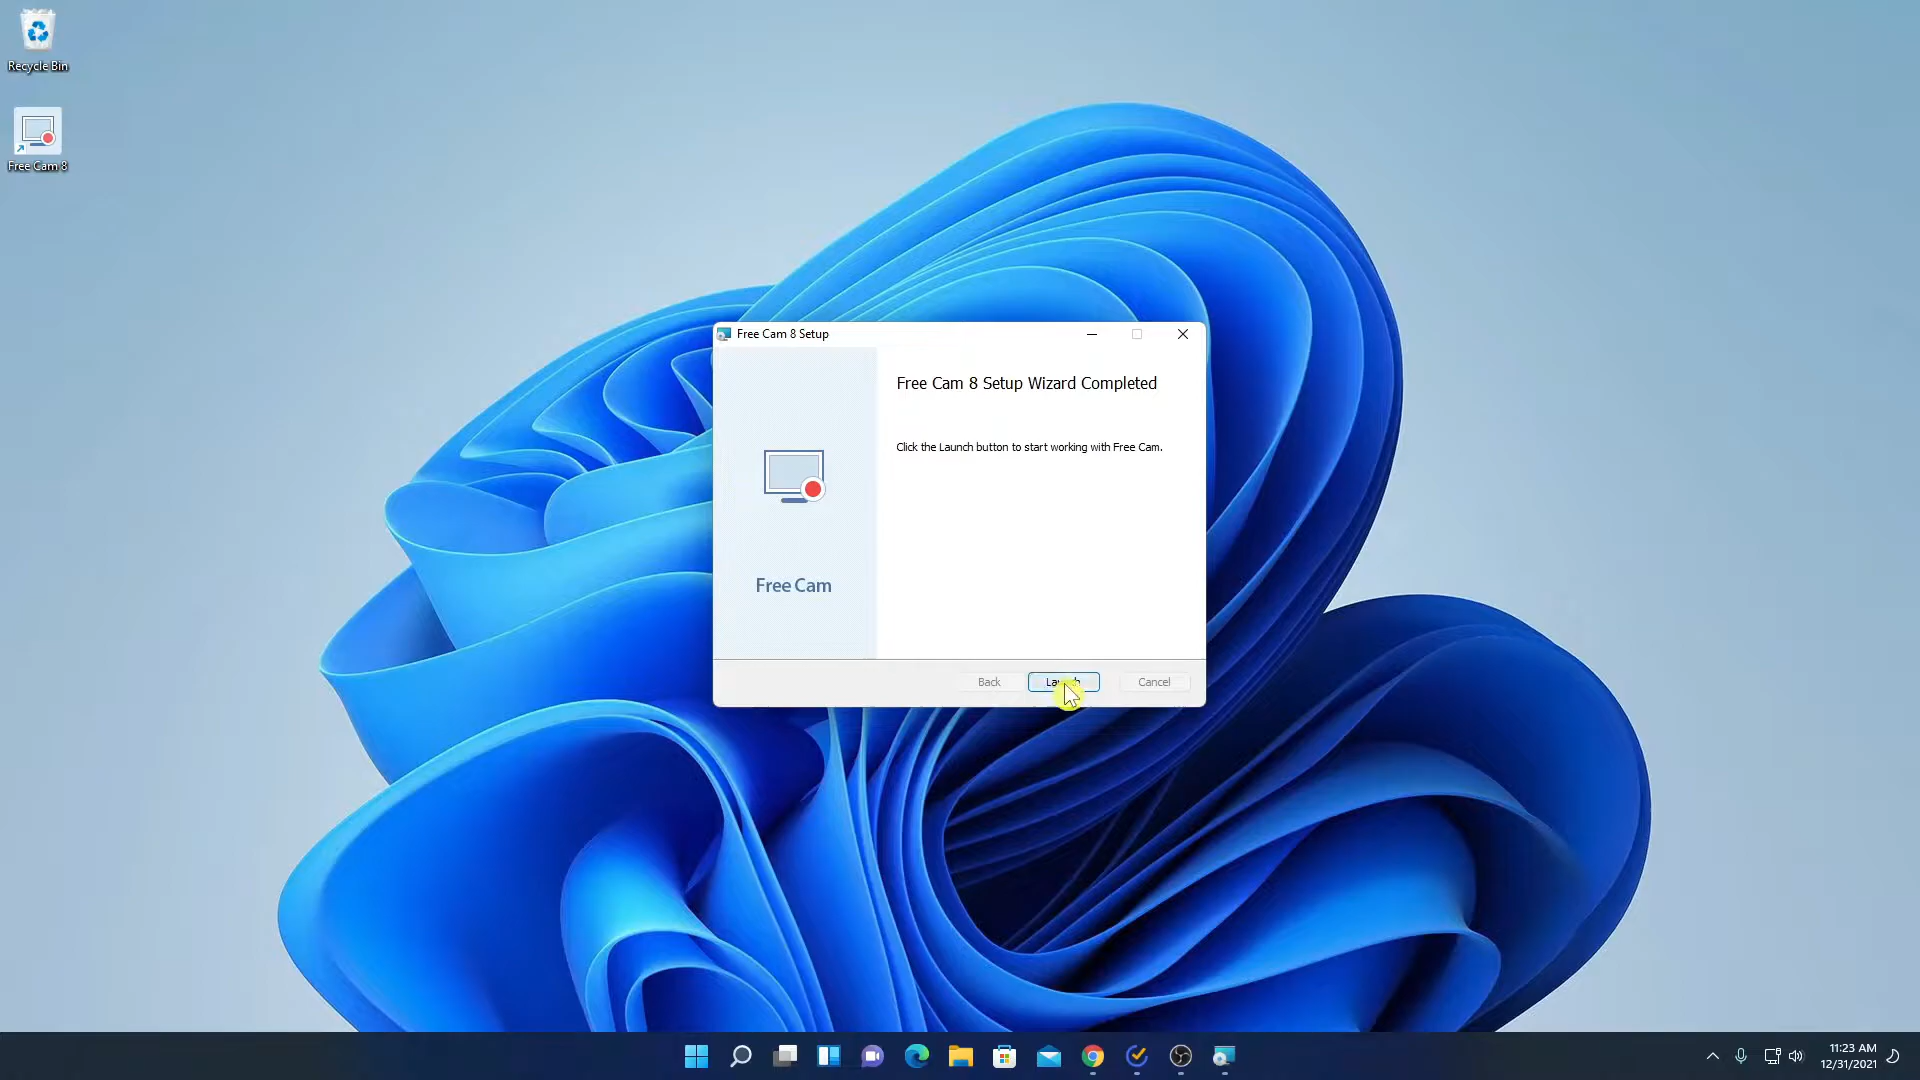 Recycle Bin
Free Cam 8
Free Cam 8 Setup
Free Cam 8 Setup Wizard Completed
Click the Launch button to start working with Free Cam.
Free Cam
Back
Cancel
11:23 AM
12/31/2021